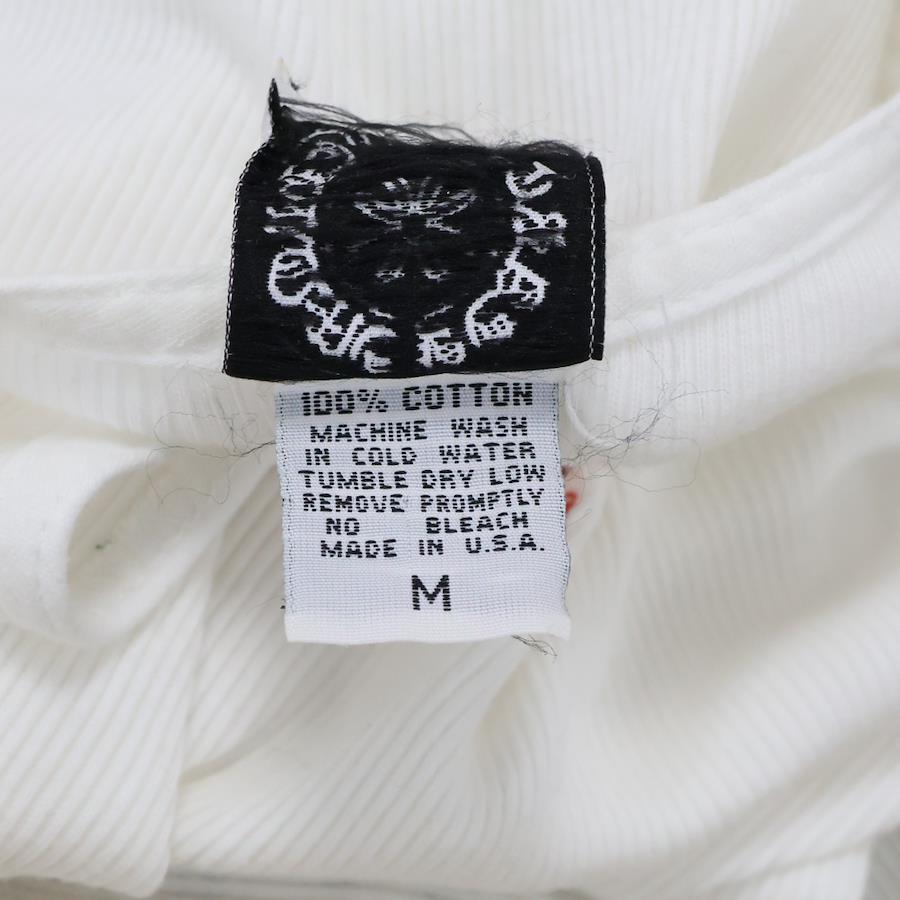 100% COTTON
MACHINE WASH
IN COLD WATER
TUMBLE DRY LOW
REMOVE PROMPTLY
NO BLEACH
MADE IN U.S.A.
M